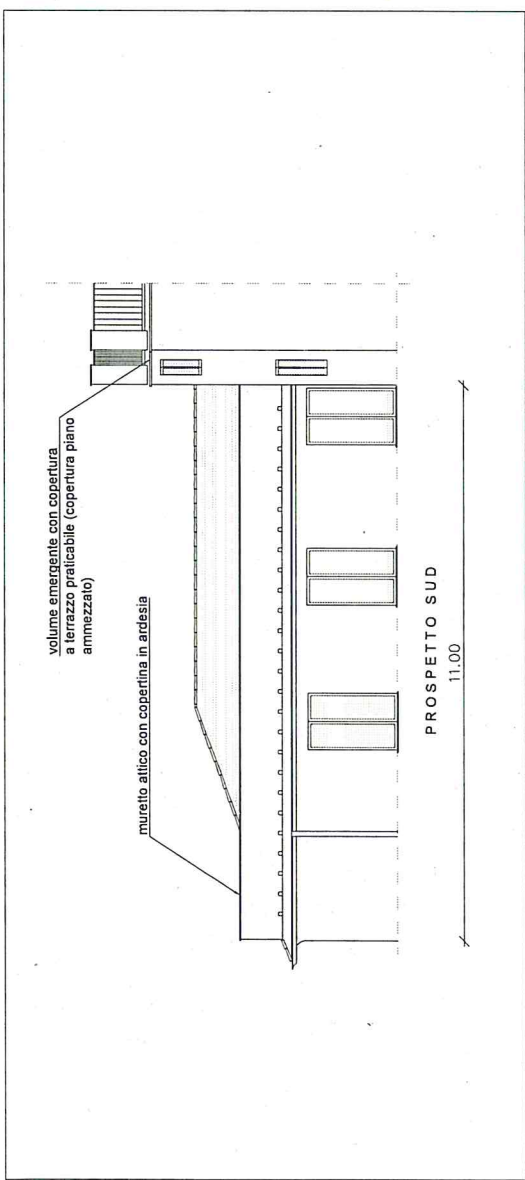 volume emergente con copertura
a terrazzo praticabile (copertura piano
ammezzato)
muretto attico con copertina in ardesia
PROSPETTO SUD
11.00